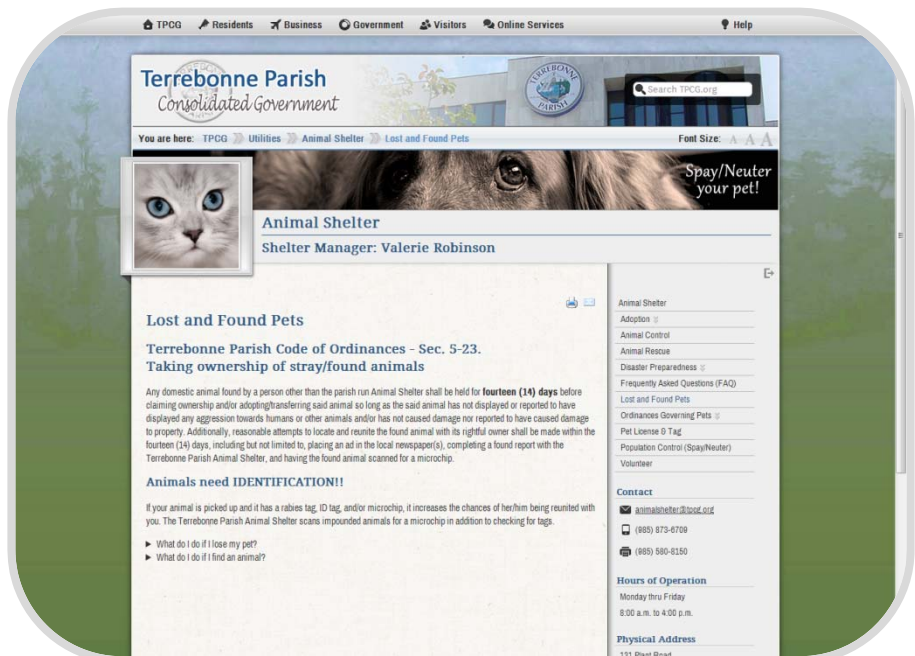 TPCG Residents Business Government Visitors Online Services Help
Terrebonne Parish
Consolidated Government
TERREBONNE
PARISH
Search TPCG.org
You are here: TPCG Utilities Animal Shelter Lost and Found Pets Font Size: A A A
Spay/Neuter
your pet!
Animal Shelter
Shelter Manager: Valerie Robinson
Lost and Found Pets
Terrebonne Parish Code of Ordinances - Sec. 5-23.
Taking ownership of stray/found animals
Any domestic animal found by a person other than the parish run Animal Shelter shall be held for fourteen (14) days before
claiming ownership and/or adopting/transferring said animal so long as the said animal has not displayed or reported to have
displayed any aggression towards humans or other animals and/or has not caused damage nor reported to have caused damage
to property. Additionally, reasonable attempts to locate and reunite the found animal with its rightful owner shall be made within the
fourteen (14) days, including but not limited to, placing an ad in the local newspaper(s), completing a found report with the
Terrebonne Parish Animal Shelter, and having the found animal scanned for a microchip.
Animals need IDENTIFICATION!!
If your animal is picked up and it has a rabies tag, ID tag, and/or microchip, it increases the chances of her/him being reunited with
you. The Terrebonne Parish Animal Shelter scans impounded animals for a microchip in addition to checking for tags.
What do I do if I lose my pet?
What do I do if I find an animal?
Animal Shelter
Adoption
Animal Control
Animal Rescue
Disaster Preparedness
Frequently Asked Questions (FAQ)
Lost and Found Pets
Ordinances Governing Pets
Pet License & Tag
Population Control (Spay/Neuter)
Volunteer
Contact
animalshelter@tpcg.org
(985) 873-6709
(985) 580-8150
Hours of Operation
Monday thru Friday
8:00 a.m. to 4:00 p.m.
Physical Address
131 Plant Road